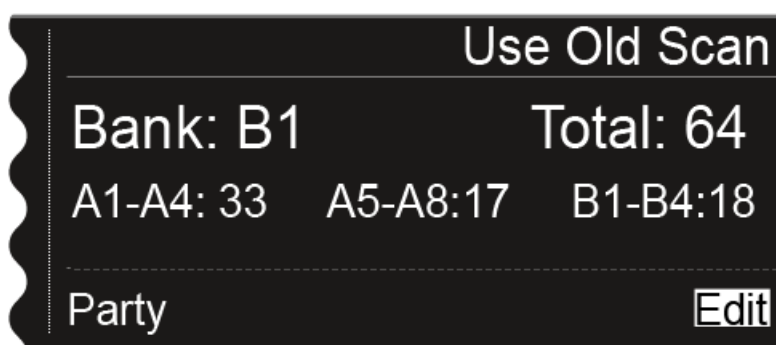 Use Old Scan
Bank: B1 Total: 64
A1-A4: 33 A5-A8:17 B1-B4:18
Party Edit